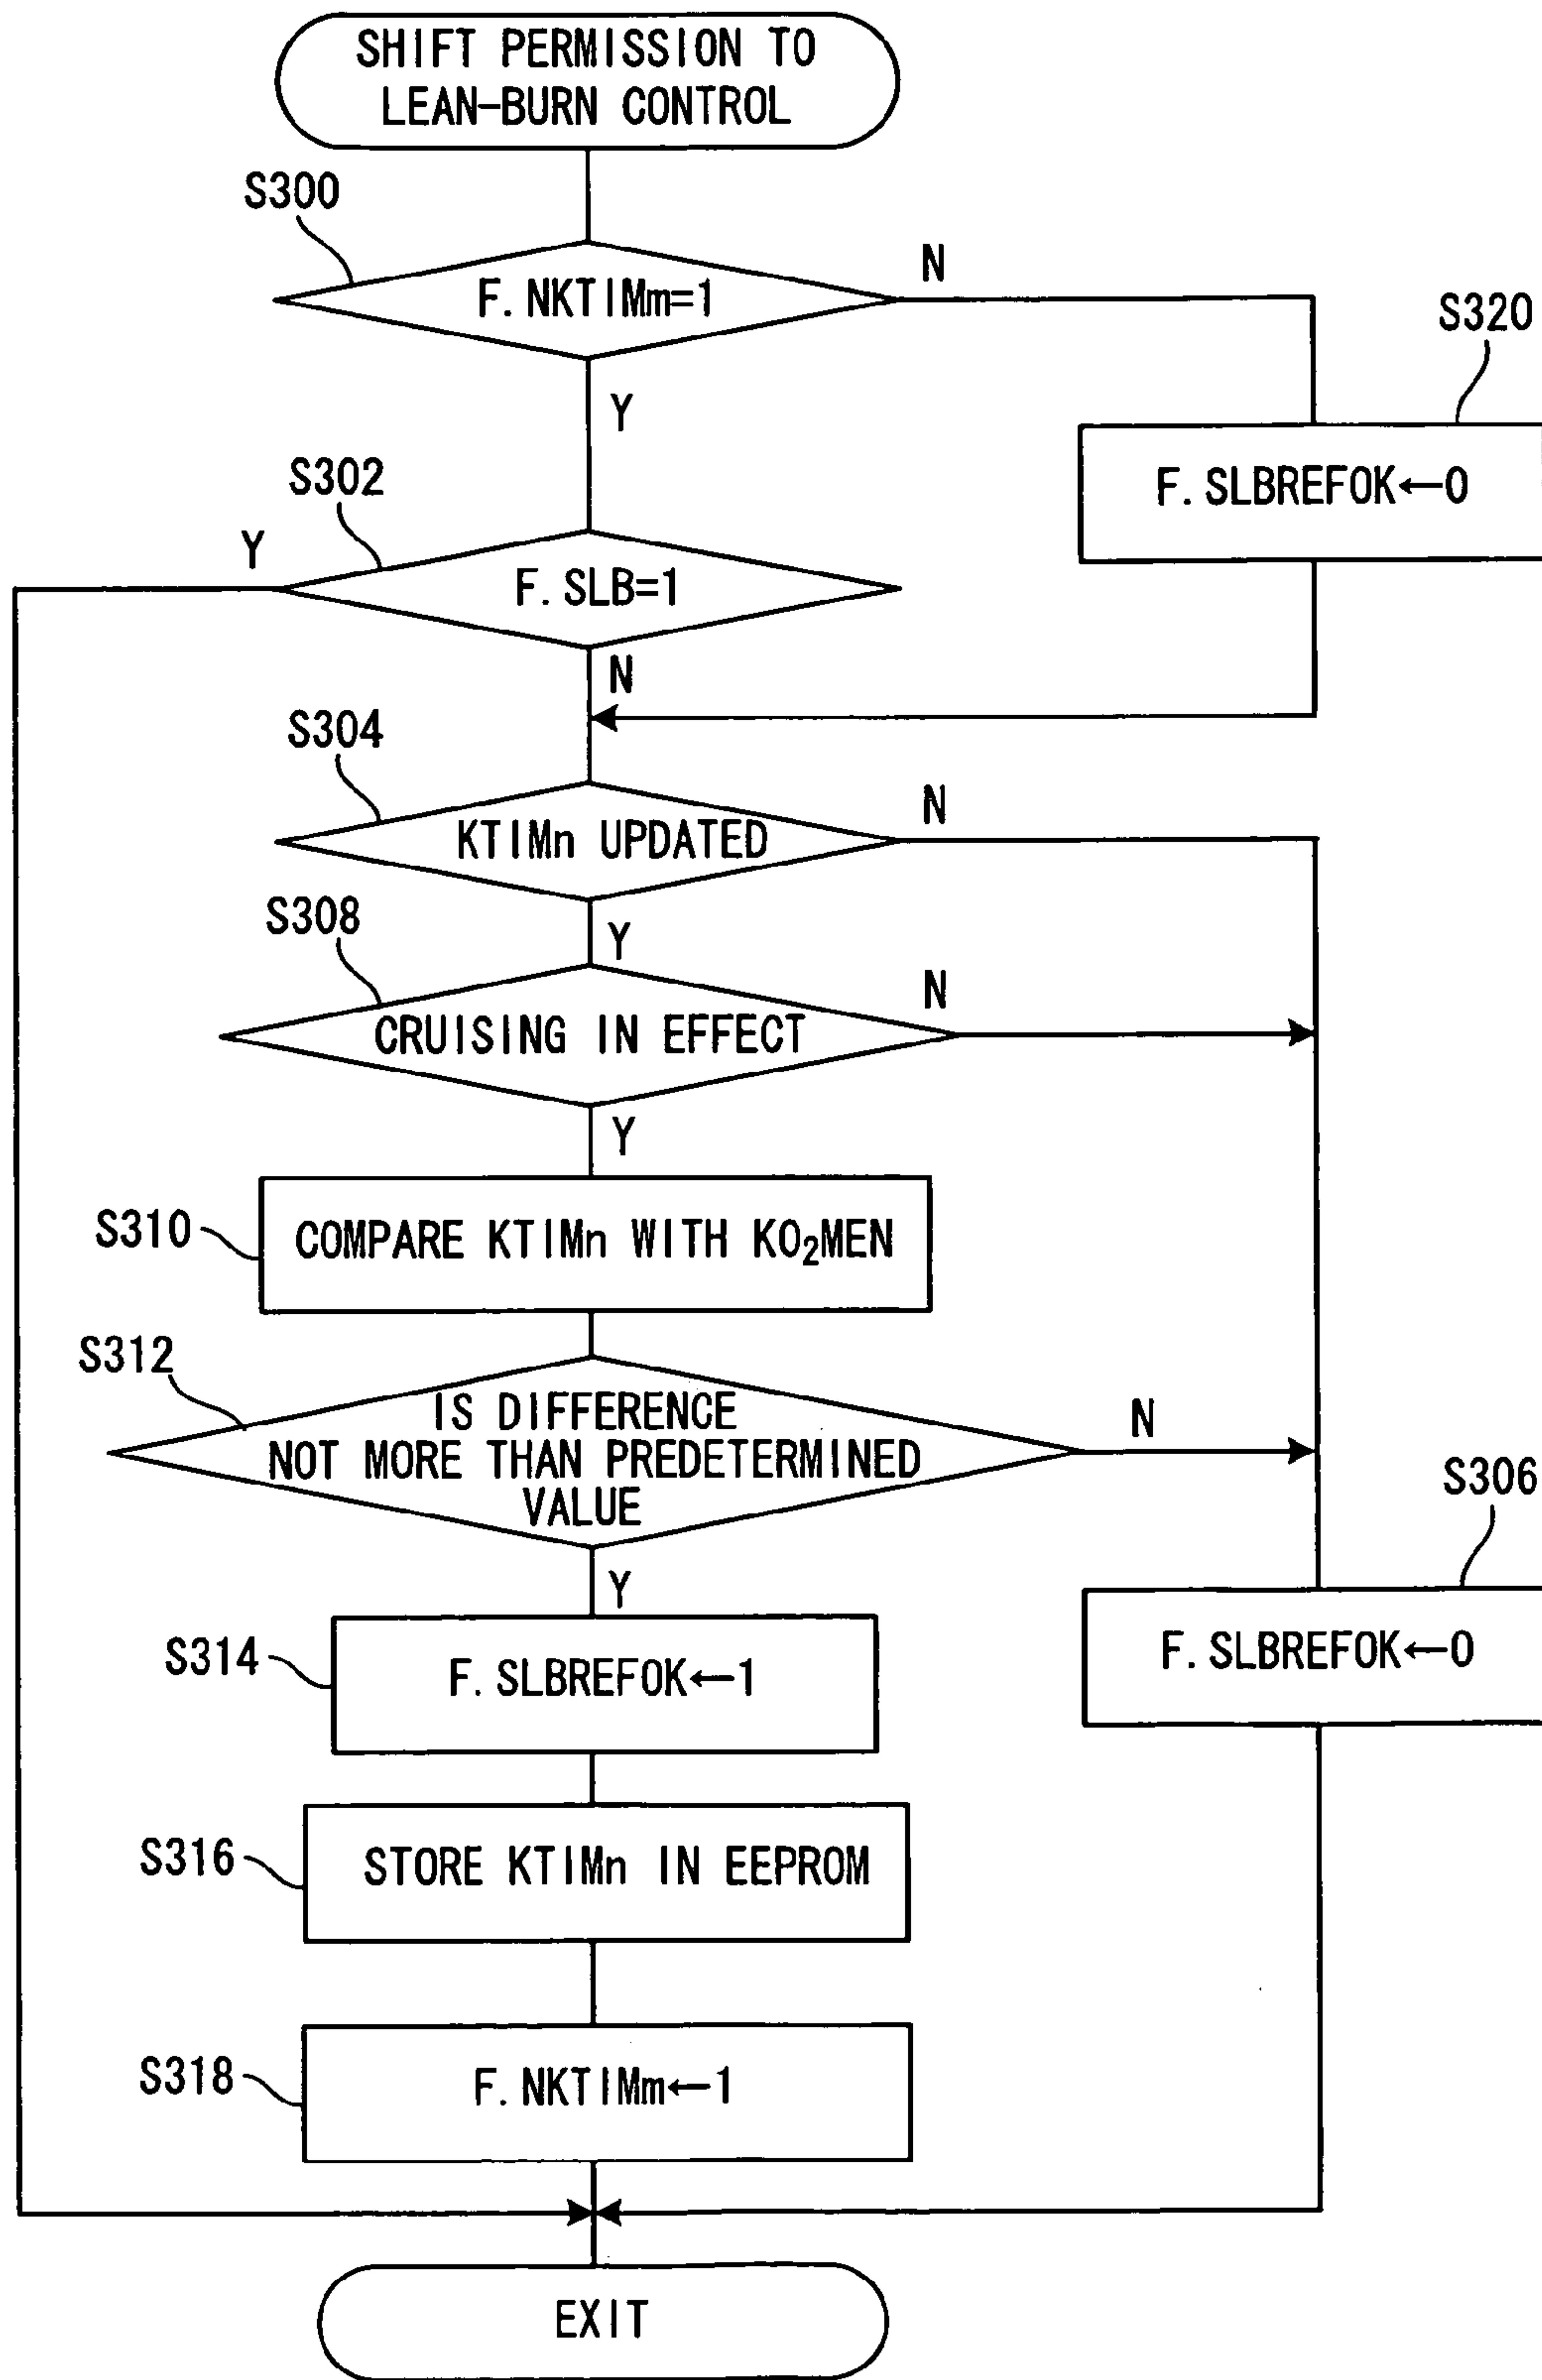 SHIFT PERMISSION TO
LEAN-BURN CONTROL
S300
F. NKTIMm=1
N
S320
Y
F. SLBREFOK←0
S302
Y
F. SLB=1
N
S304
KTIMn UPDATED
N
S308
Y
CRUISING IN EFFECT
N
Y
S310
COMPARE KTIMn WITH KO₂MEN
S312
IS DIFFERENCE
NOT MORE THAN PREDETERMINED
VALUE
N
S306
Y
S314
F. SLBREFOK←1
F. SLBREFOK←0
S316
STORE KTIMn IN EEPROM
S318
F. NKTIMm←1
EXIT